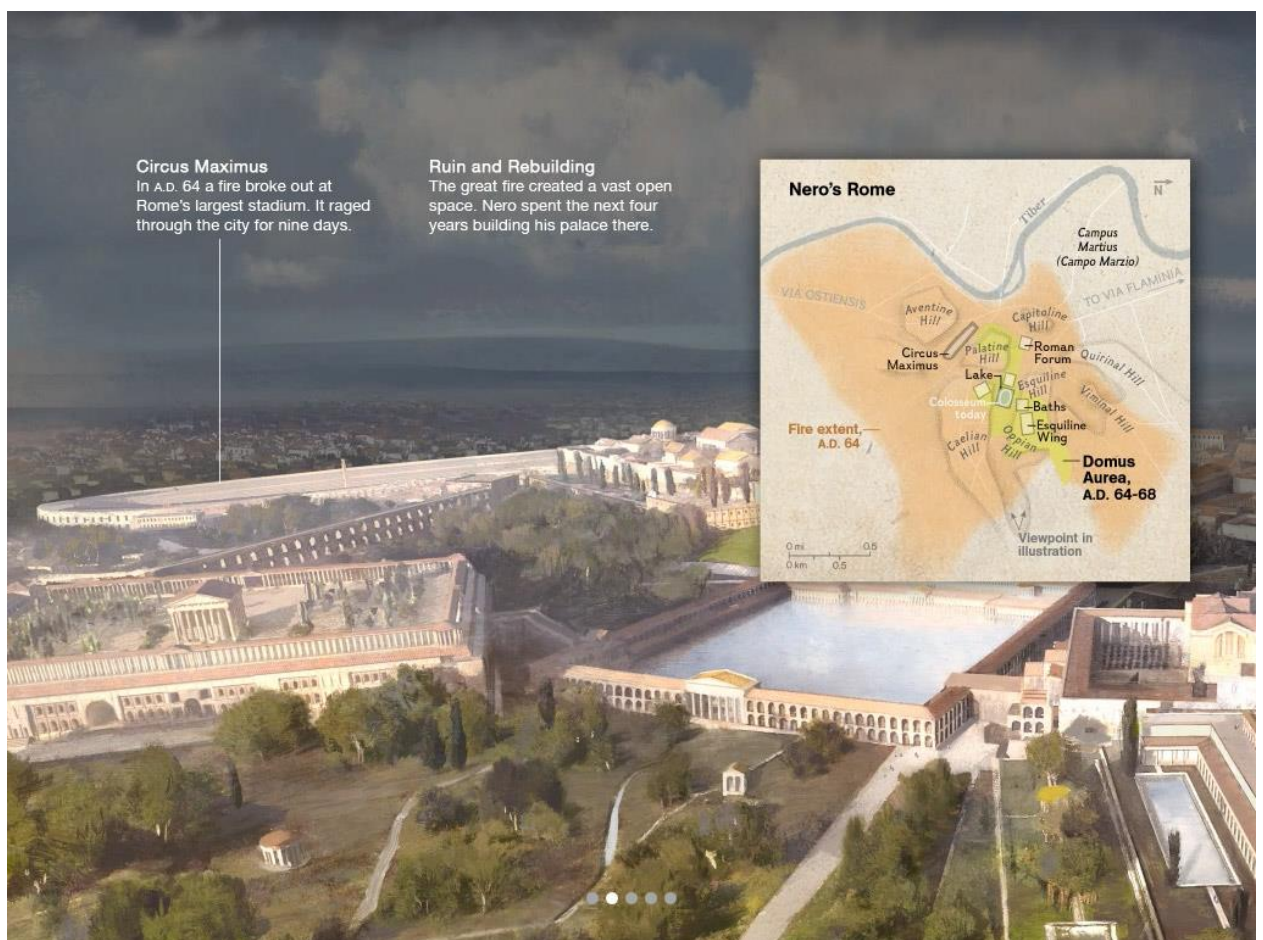 Circus Maximus
In A.D. 64 a fire broke out at
Rome's largest stadium. It raged
through the city for nine days.
Ruin and Rebuilding
The great fire created a vast open
space. Nero spent the next four
years building his palace there.
Nero's Rome
N
Tiber
Campus
Martius
(Campo Marzio)
VIA OSTIENSIS
TO VIA FLAMINIA
Aventine
Hill
Capitoline
Hill
Circus
Maximus
Palatine
Hill
Roman
Forum
Quirinal Hill
Lake
Esquiline
Hill
Viminal Hill
Colosseum
today
Baths
Fire extent,
A.D. 64
Esquiline
Wing
Caelian
Hill
Oppian
Hill
Domus
Aurea,
A.D. 64-68
Viewpoint in
illustration
0 mi 0.5
0 km 0.5